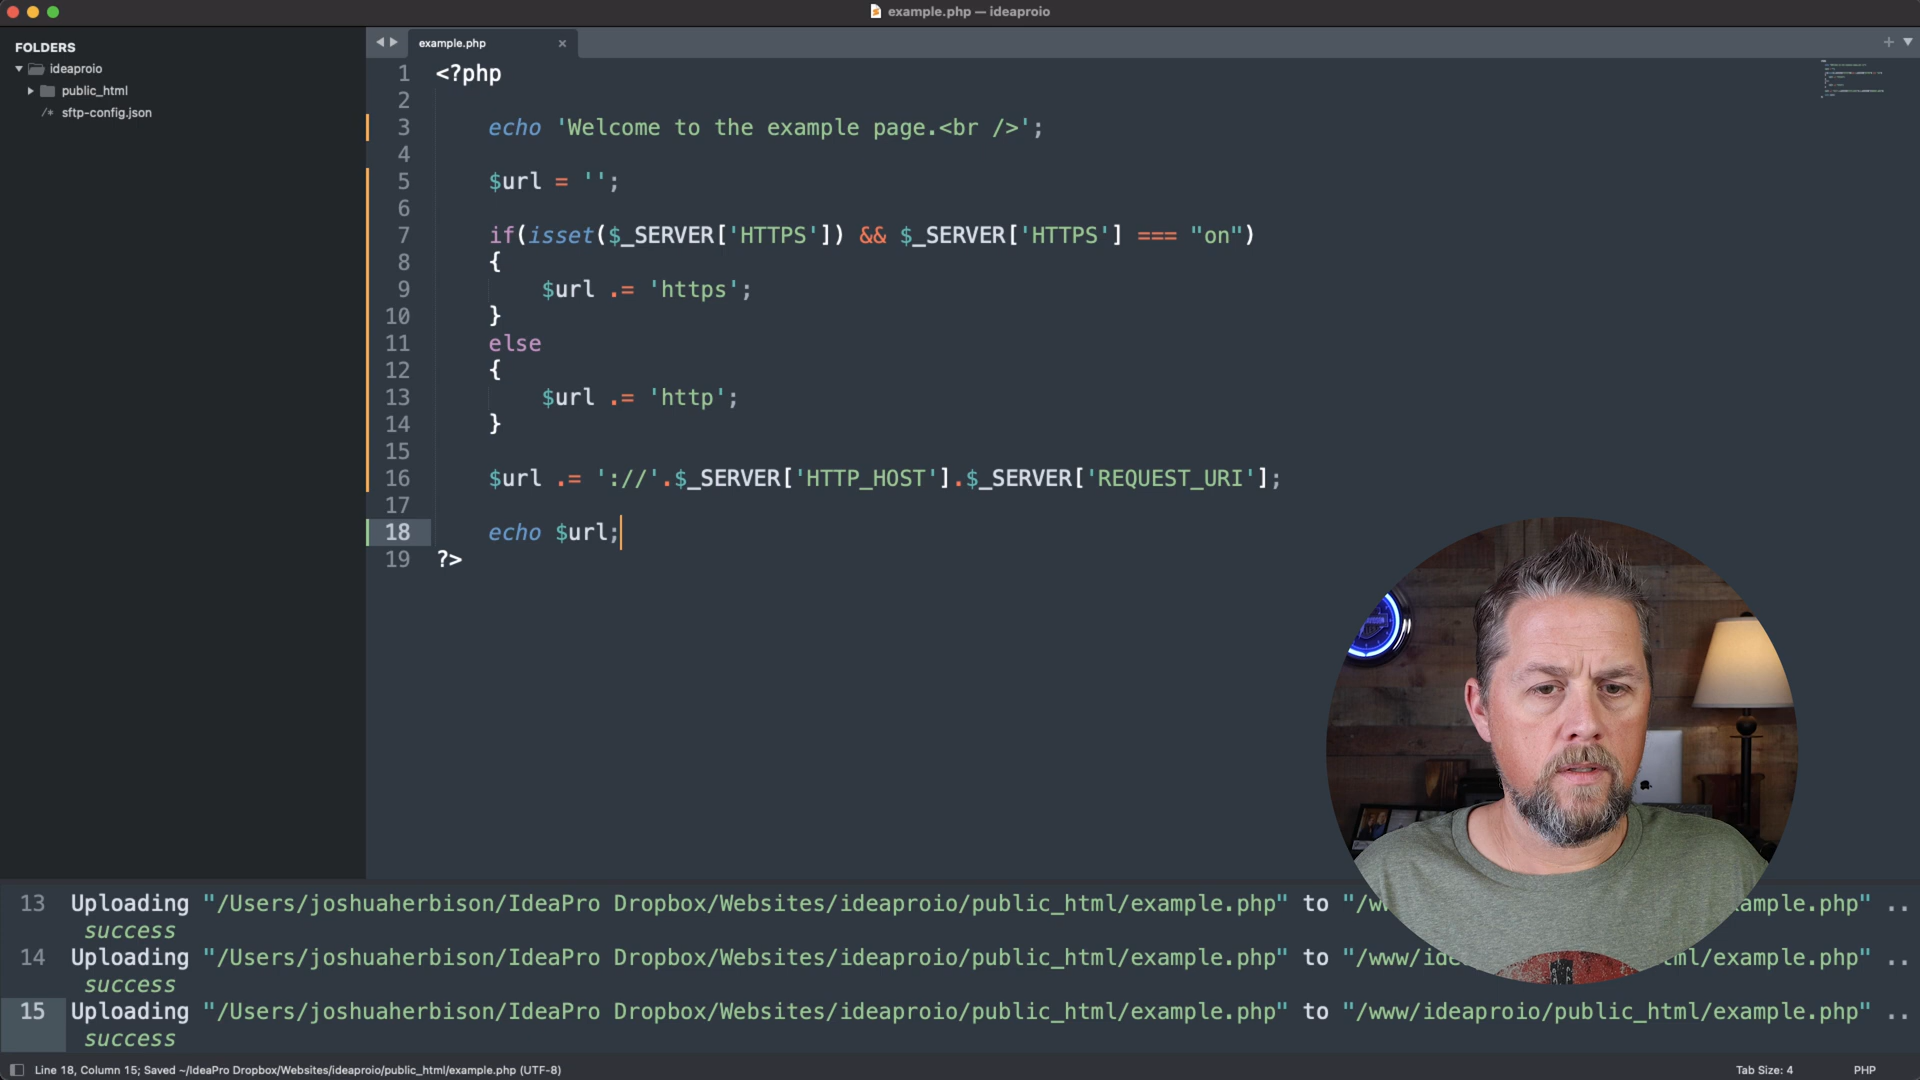 example.php — ideaproio
FOLDERS
ideaproio
public_html
/* sftp-config.json
example.php
1 <?php
2
3 echo 'Welcome to the example page.<br />';
4
5 $url = '';
6
7 if(isset($_SERVER['HTTPS']) && $_SERVER['HTTPS'] === "on")
8 {
9 $url .= 'https';
10 }
11 else
12 {
13 $url .= 'http';
14 }
15
16 $url .= '://'.$_SERVER['HTTP_HOST'].$_SERVER['REQUEST_URI'];
17
18 echo $url;
19 ?>
13 Uploading "/Users/joshuaherbison/IdeaPro Dropbox/Websites/ideaproio/public_html/example.php" to "/w ample.php" ..
success
14 Uploading "/Users/joshuaherbison/IdeaPro Dropbox/Websites/ideaproio/public_html/example.php" to "/www/ide ml/example.php" ..
success
15 Uploading "/Users/joshuaherbison/IdeaPro Dropbox/Websites/ideaproio/public_html/example.php" to "/www/ideaproio/public_html/example.php" ..
success
Line 18, Column 15; Saved ~/IdeaPro Dropbox/Websites/ideaproio/public_html/example.php (UTF-8)
Tab Size: 4
PHP